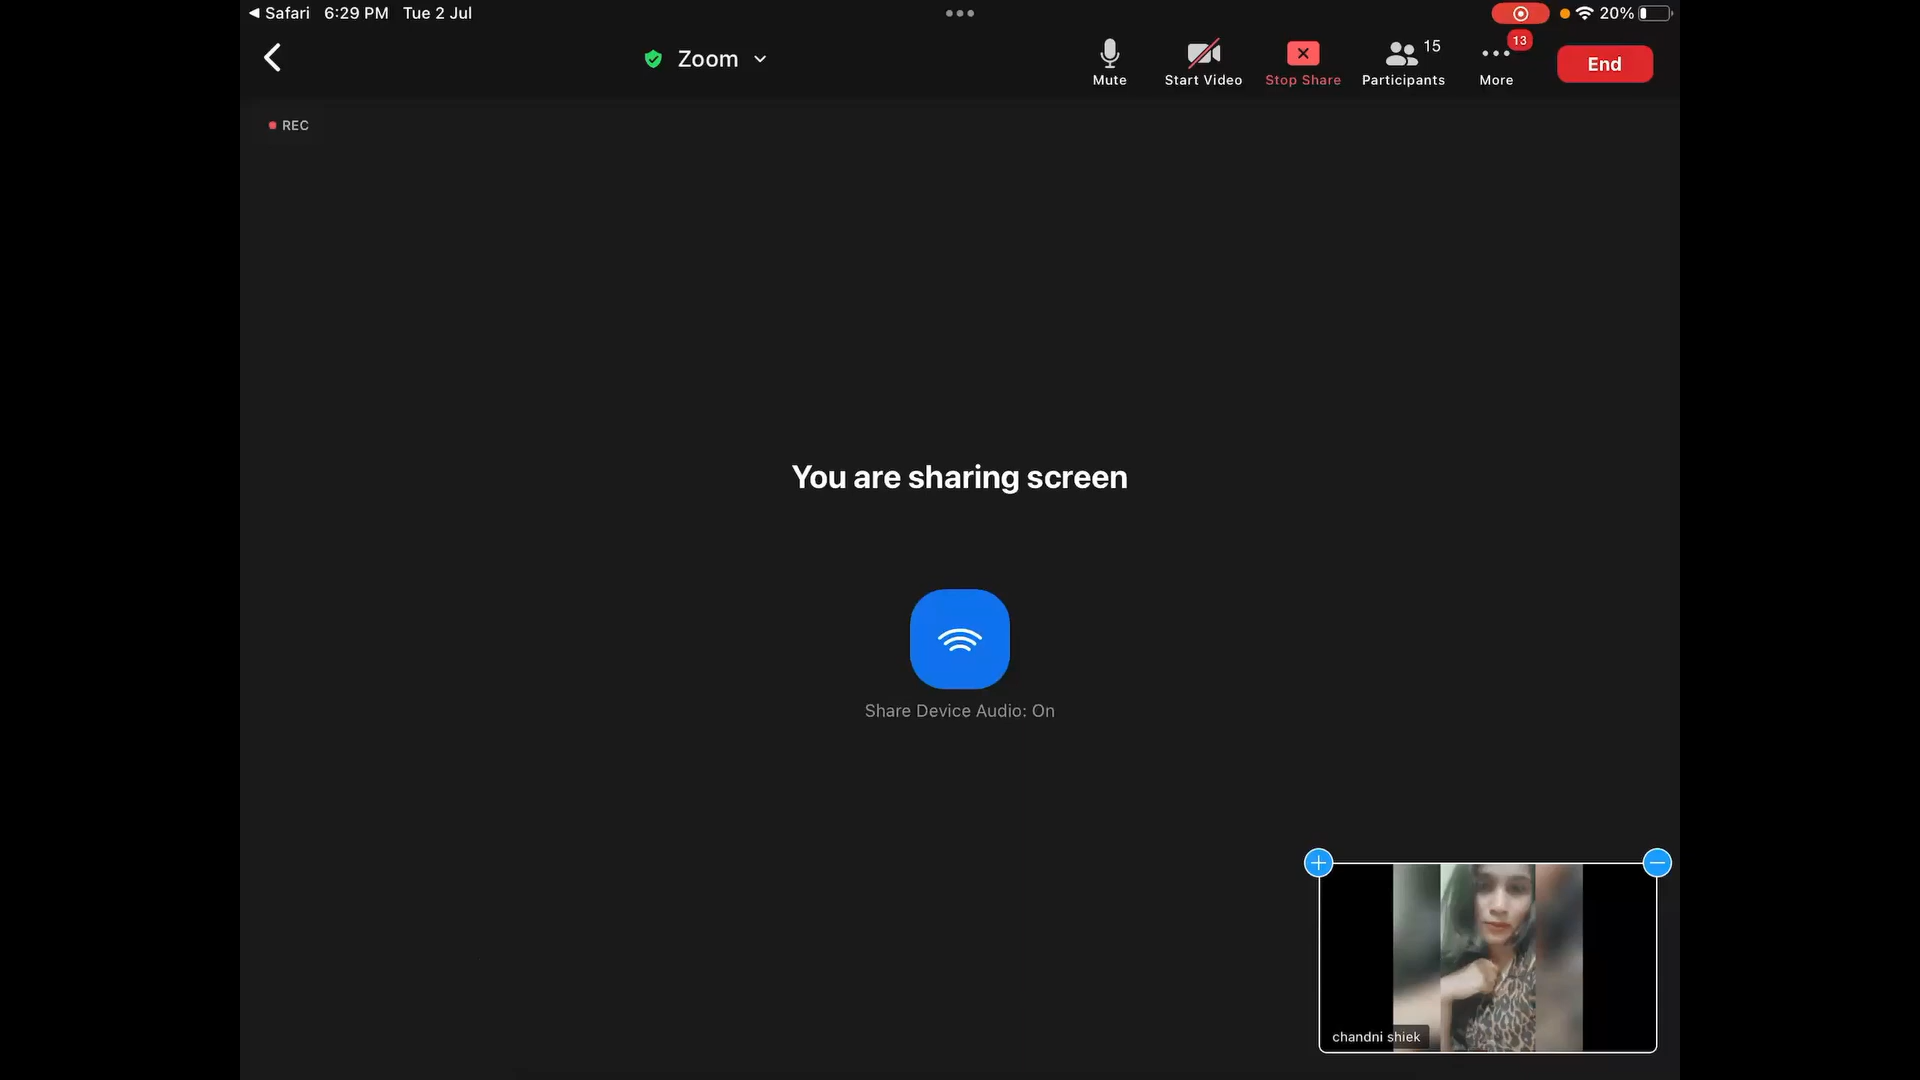 ◀ Safari 6:29 PM Tue 2 Jul
20%
Zoom
15
13
Mute
Start Video
Stop Share
Participants
More
End
REC
You are sharing screen
Share Device Audio: On
chandni shiek